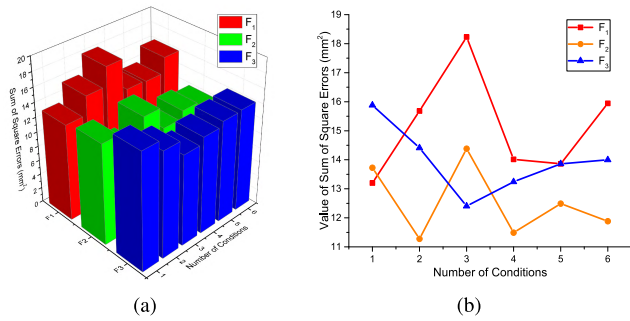 F₁
F₂
F₃
Sum of Square Errors (mm²)
20
18
16
14
12
10
8
6
4
2
0
F1
F2
F3
1
2
3
4
5
6
Number of Conditions
(a)
19
18
17
16
15
14
13
12
11
Value of Sum of Square Errors (mm²)
F₁
F₂
F₃
1 2 3 4 5 6
Number of Conditions
(b)